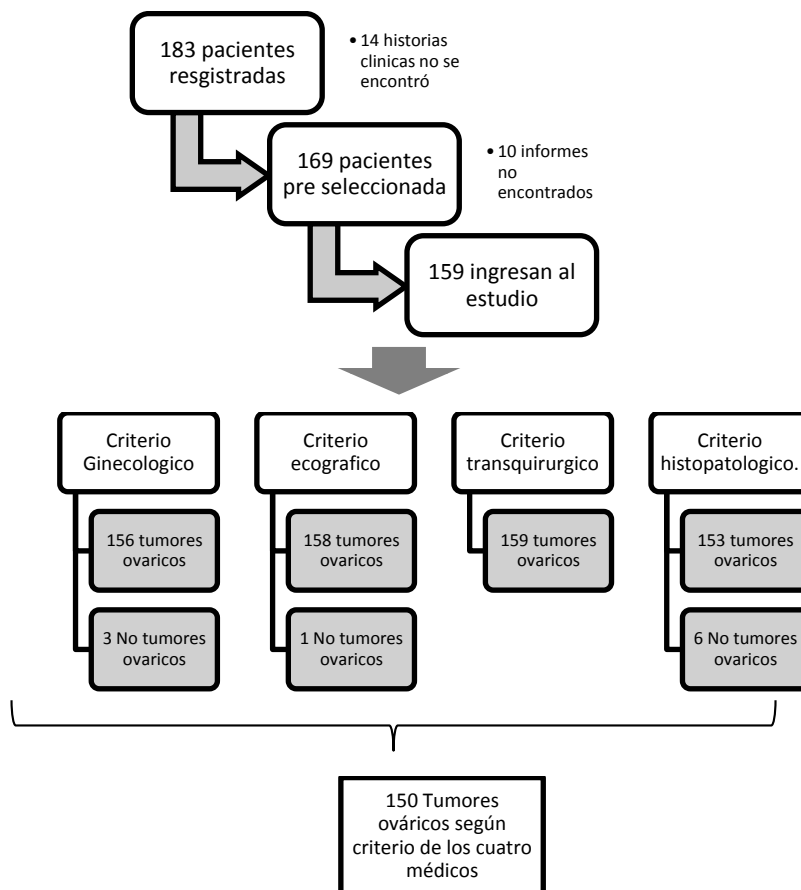 183 pacientes
resgistradas
• 14 historias
clinicas no se
encontró
169 pacientes
pre seleccionada
• 10 informes
no
encontrados
159 ingresan al
estudio
Criterio
Ginecologico
156 tumores
ovaricos
3 No tumores
ovaricos
Criterio
ecografico
158 tumores
ovaricos
1 No tumores
ovaricos
Criterio
transquirurgico
159 tumores
ovaricos
Criterio
histopatologico.
153 tumores
ovaricos
6 No tumores
ovaricos
150 Tumores
ováricos según
criterio de los cuatro
médicos